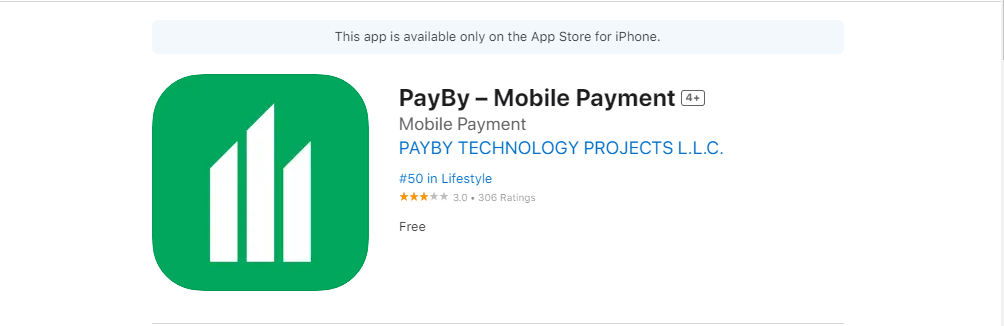 This app is available only on the App Store for iPhone.
PayBy – Mobile Payment 4+
Mobile Payment
PAYBY TECHNOLOGY PROJECTS L.L.C.
#50 in Lifestyle
★★★★★ 3.0 • 306 Ratings
Free